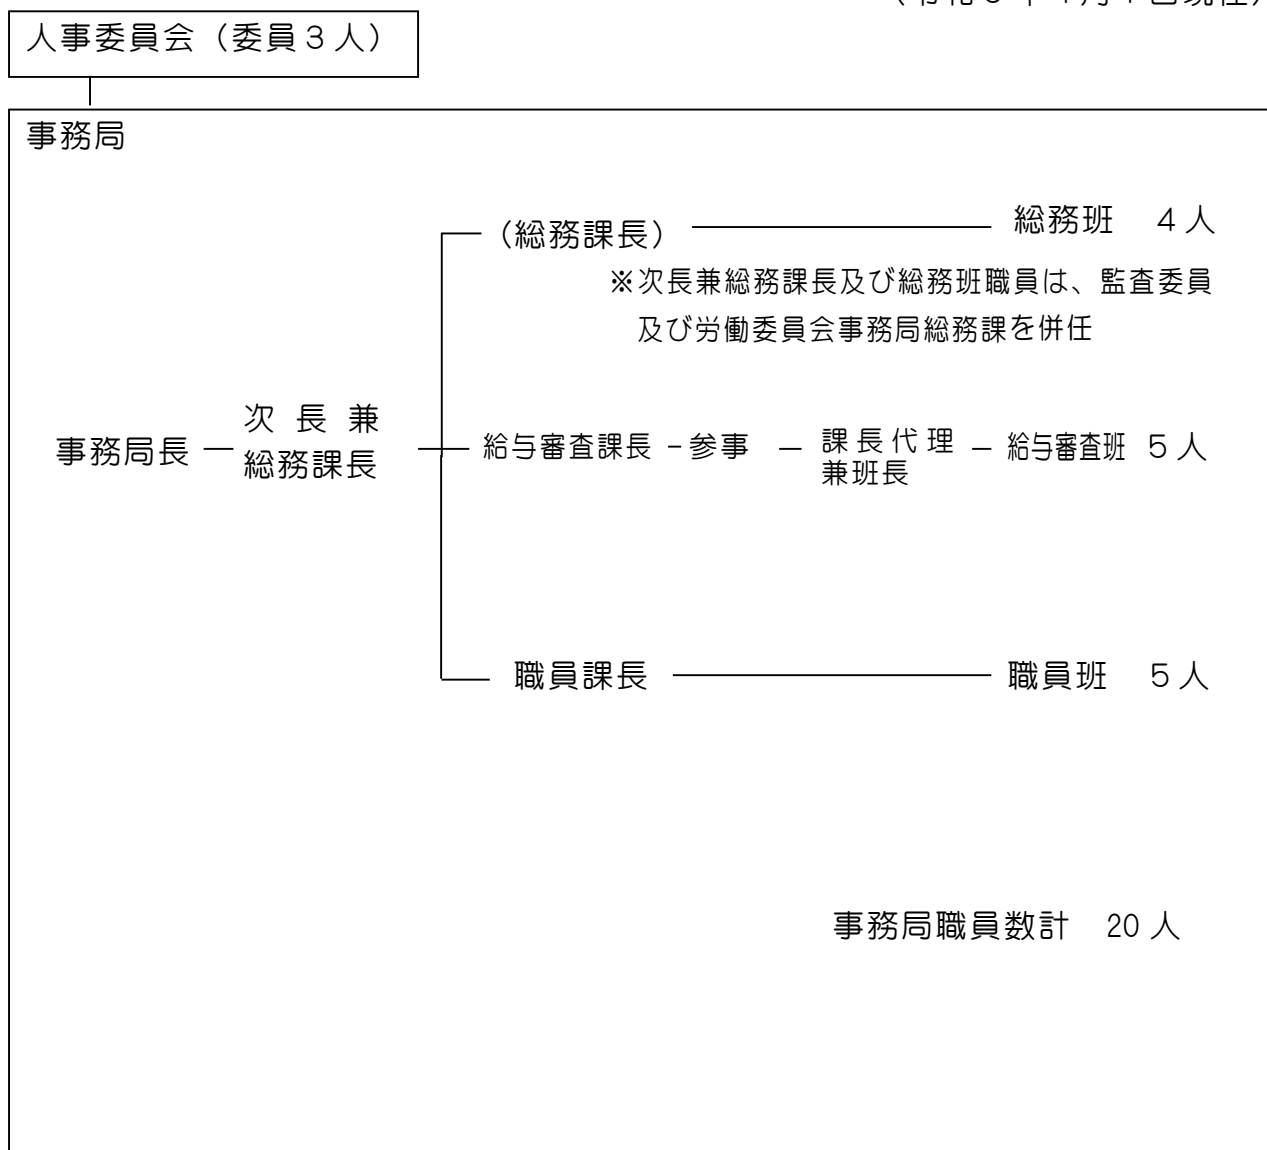 人事委員会（委員３人）
事務局
（総務課長） 総務班　４人
※次長兼総務課長及び総務班職員は、監査委員
及び労働委員会事務局総務課を併任
事務局長 ― 次長兼
総務課長
給与審査課長 － 参事 － 課長代理
兼班長 － 給与審査班　５人
職員課長 職員班　５人
事務局職員数計　20人